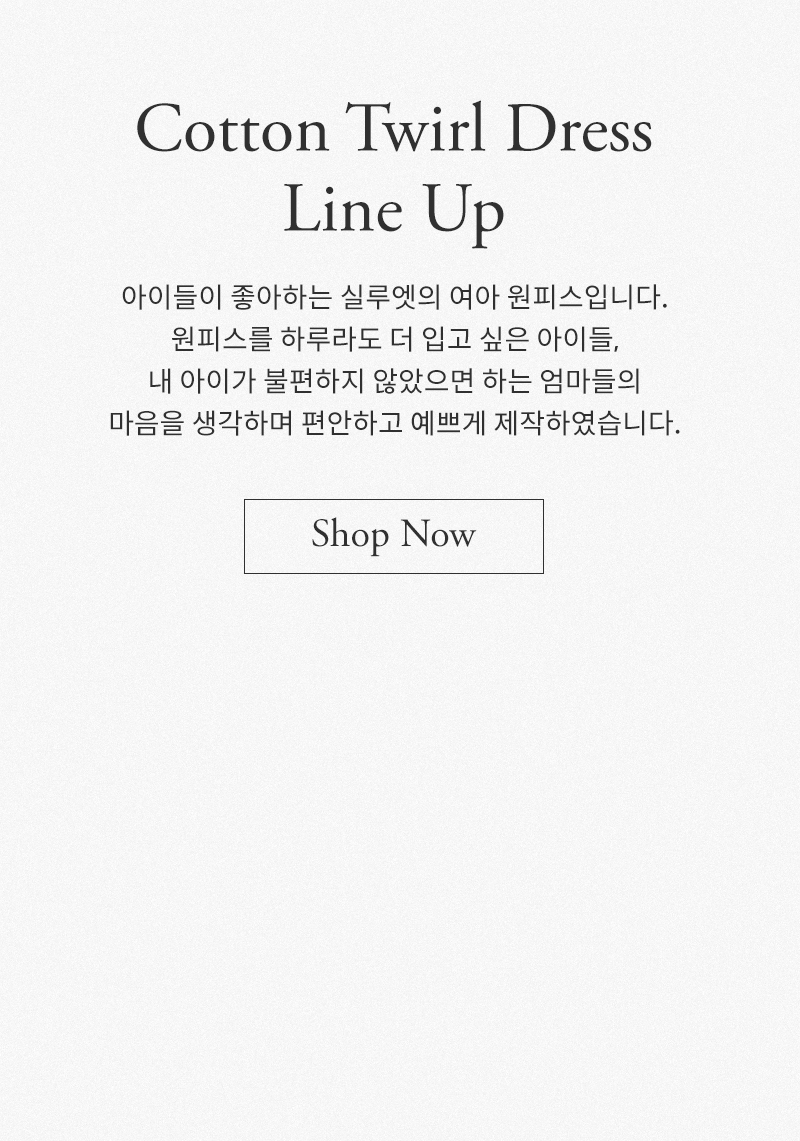 Cotton Twirl Dress
Line Up
아이들이 좋아하는 실루엣의 여아 원피스입니다.
원피스를 하루라도 더 입고 싶은 아이들,
내 아이가 불편하지 않았으면 하는 엄마들의
마음을 생각하며 편안하고 예쁘게 제작하였습니다.
Shop Now